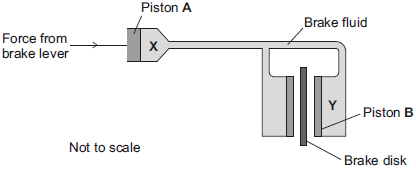 Piston A
Brake fluid
Force from
brake lever
X
Y
Piston B
Not to scale
Brake disk